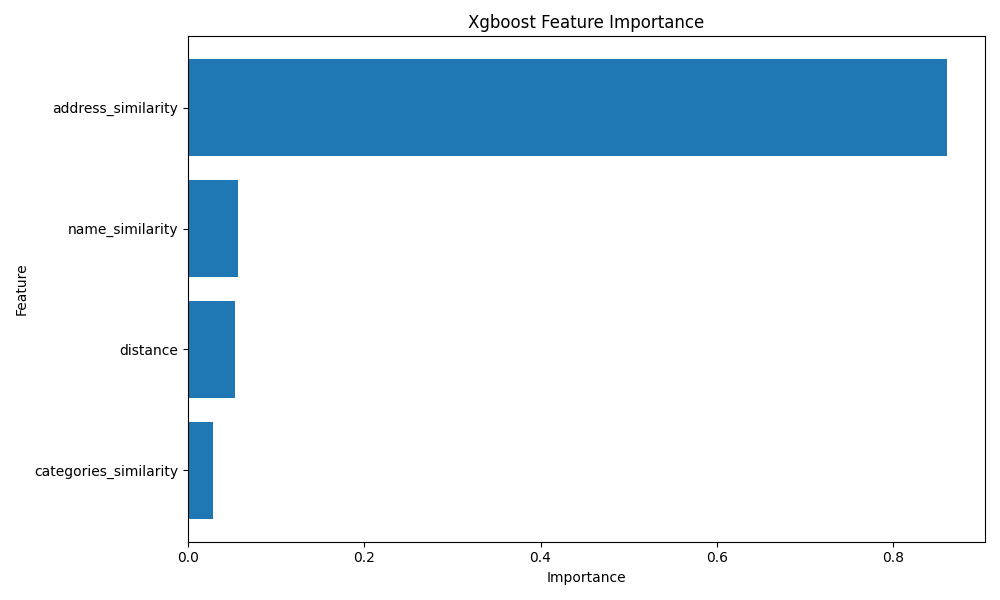 Xgboost Feature Importance
address_similarity
name_similarity
distance
categories_similarity
Feature
0.0 0.2 0.4 0.6 0.8
Importance